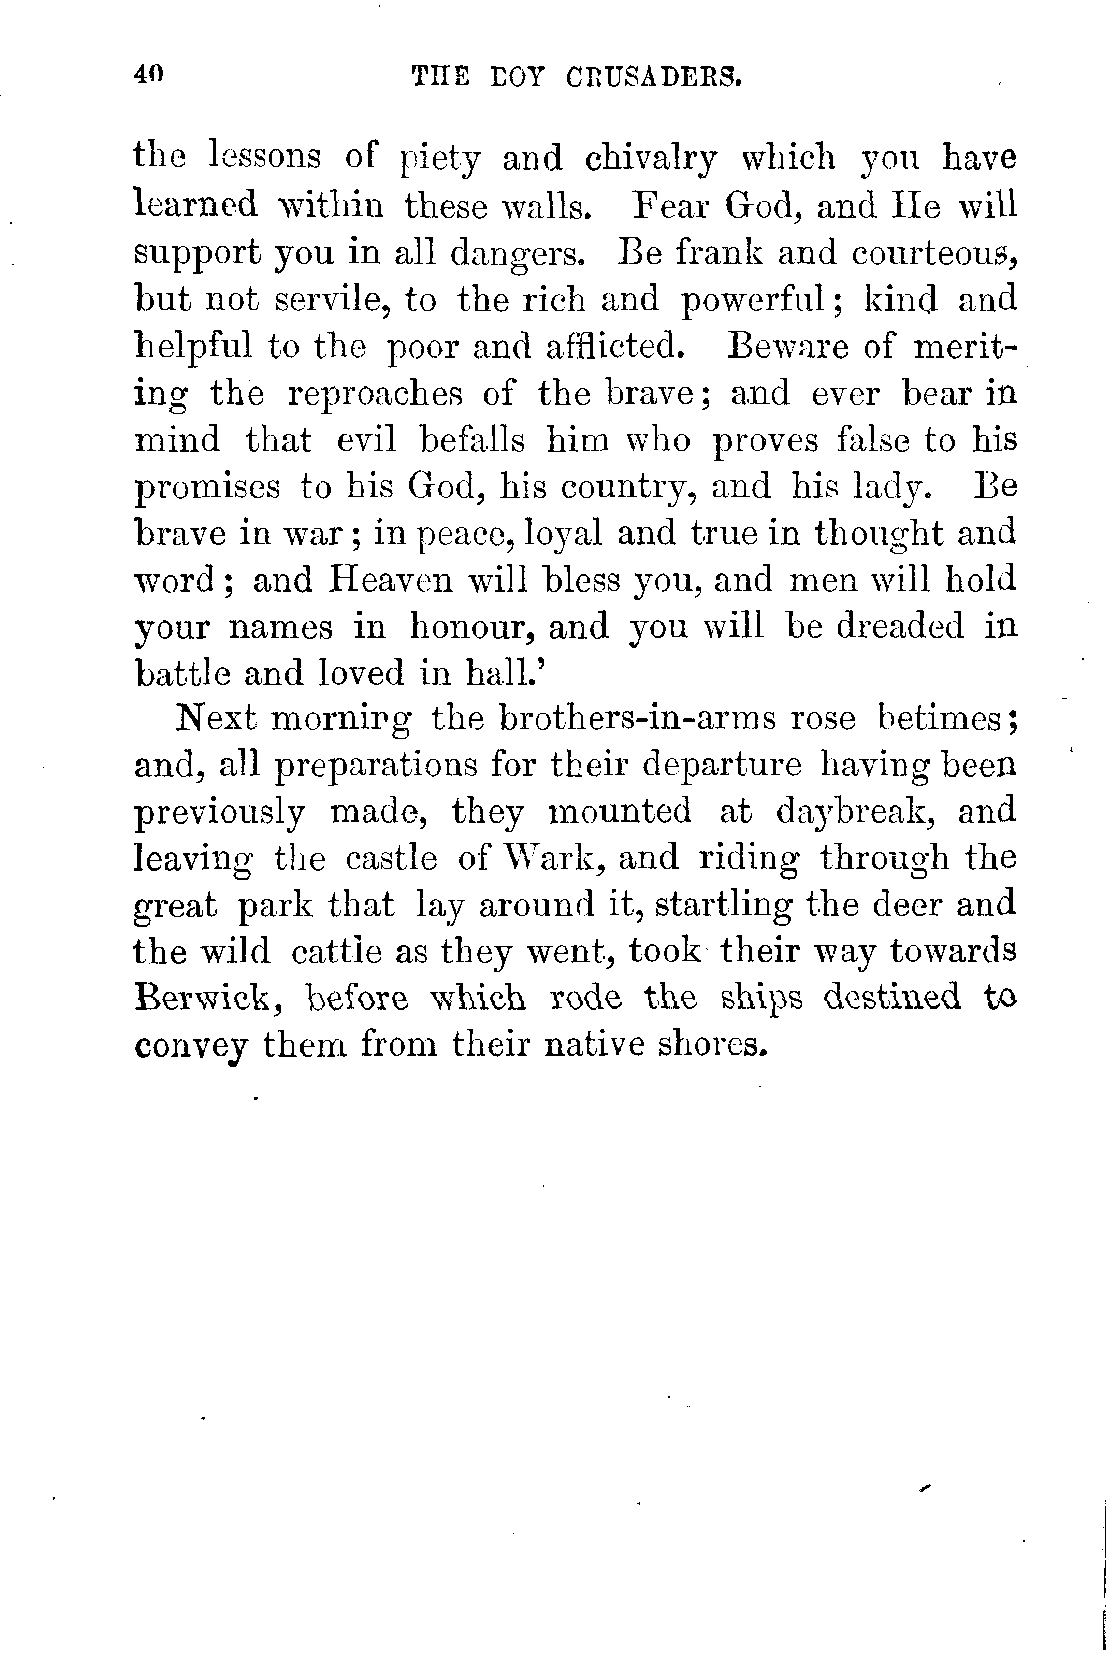 40 THE BOY CRUSADERS.
the lessons of piety and chivalry which you have
learned within these walls. Fear God, and He will
support you in all dangers. Be frank and courteous,
but not servile, to the rich and powerful; kind and
helpful to the poor and afflicted. Beware of merit-
ing the reproaches of the brave; and ever bear in
mind that evil befalls him who proves false to his
promises to his God, his country, and his lady. Be
brave in war; in peace, loyal and true in thought and
word; and Heaven will bless you, and men will hold
your names in honour, and you will be dreaded in
battle and loved in hall.'
Next morning the brothers-in-arms rose betimes;
and, all preparations for their departure having been
previously made, they mounted at daybreak, and
leaving the castle of Wark, and riding through the
great park that lay around it, startling the deer and
the wild cattle as they went, took their way towards
Berwick, before which rode the ships destined to
convey them from their native shores.